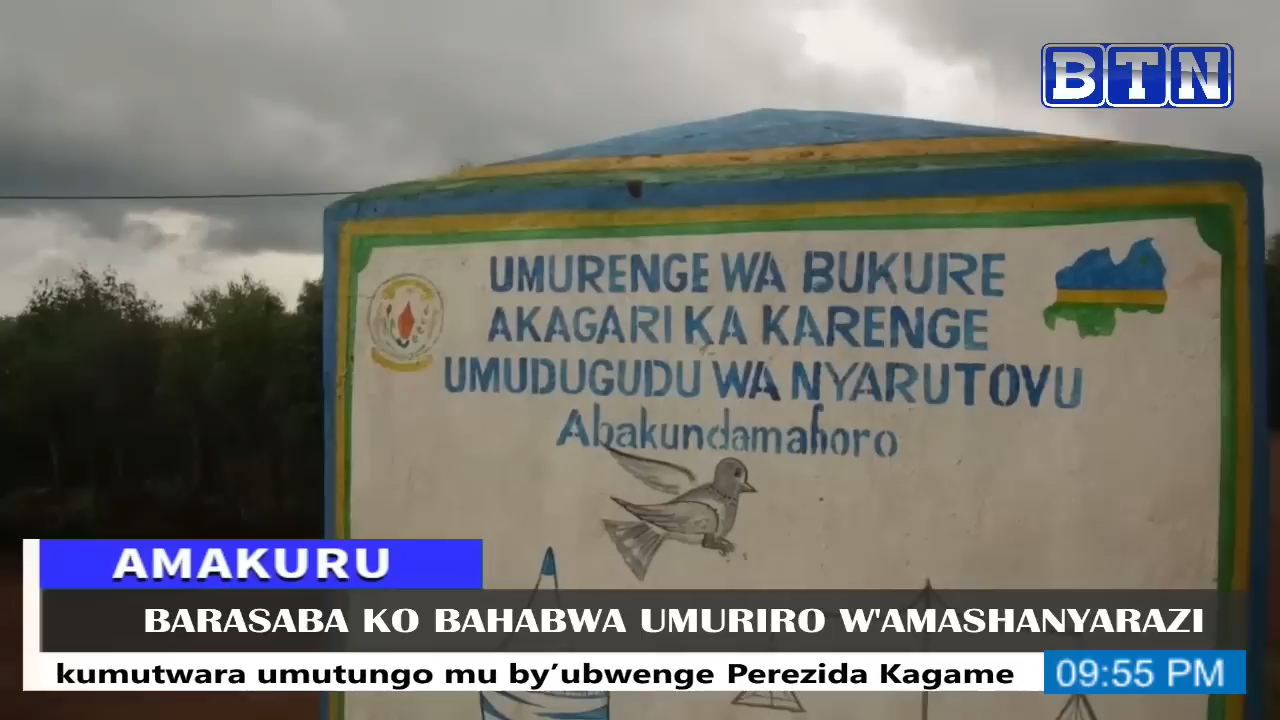 BTN
UMURENGE WA BUKURE
AKAGARI KA KARENGE
UMUDUGUDU WA NYARUTOVU
Abakundamahoro
AMAKURU
BARASABA KO BAHABWA UMURIRO W'AMASHANYARAZI
kumutwara umutungo mu by’ubwenge Perezida Kagame
09:55 PM